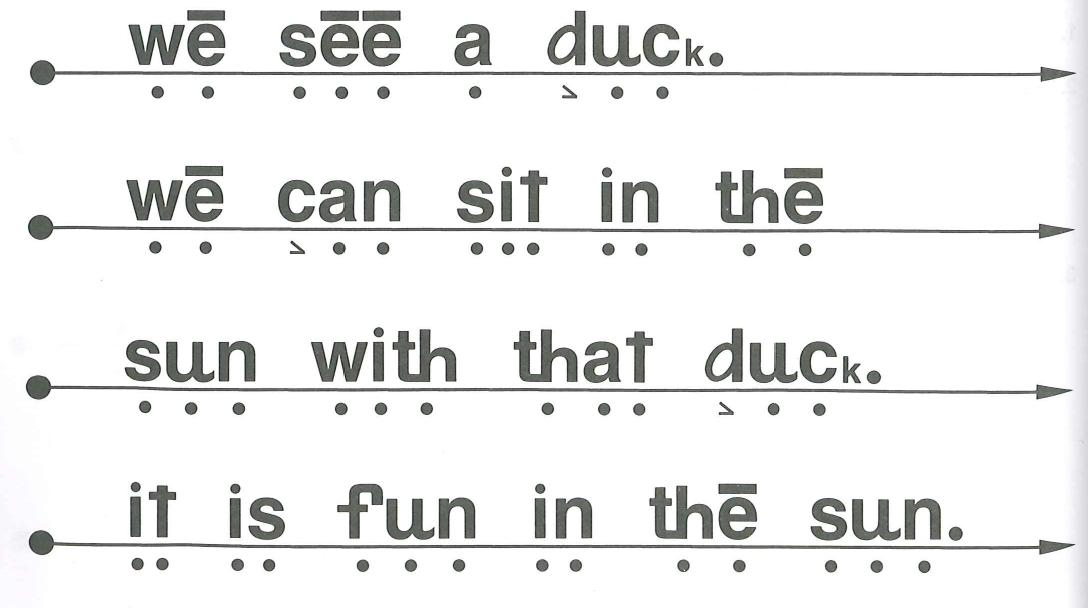 wē sēē a duck.
wē can sit in thē
sun with that duck.
it is fun in thē sun.